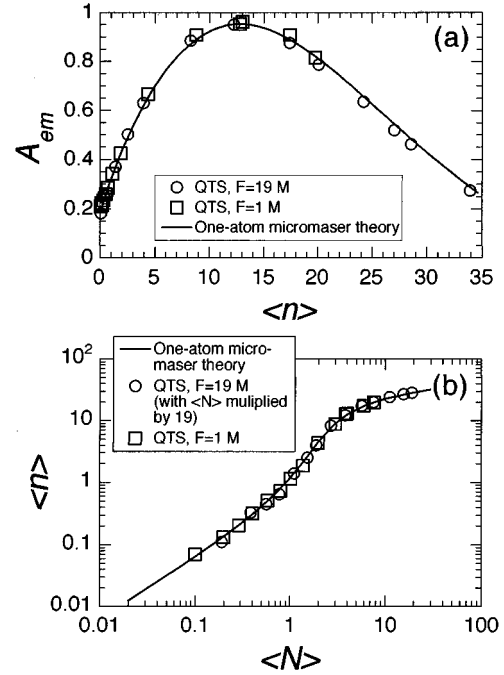 (a)
1
0.8
0.6
0.4
0.2
0
A_em
QTS, F=19 M
QTS, F=1 M
One-atom micromaser theory
0 5 10 15 20 25 30 35
<n>
(b)
One-atom micro-
maser theory
QTS, F=19 M
(with <N> muliplied
by 19)
QTS, F=1 M
10²
10
1
0.1
0.01
<n>
0.01 0.1 1 10 100
<N>